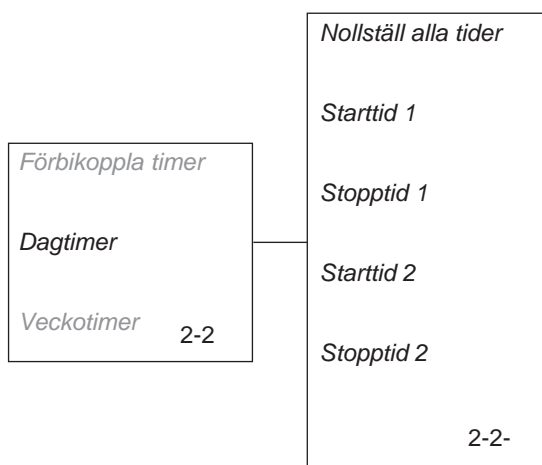 Förbikoppla timer
Dagtimer
Veckotimer
2-2
Nollställ alla tider
Starttid 1
Stopptid 1
Starttid 2
Stopptid 2
2-2-